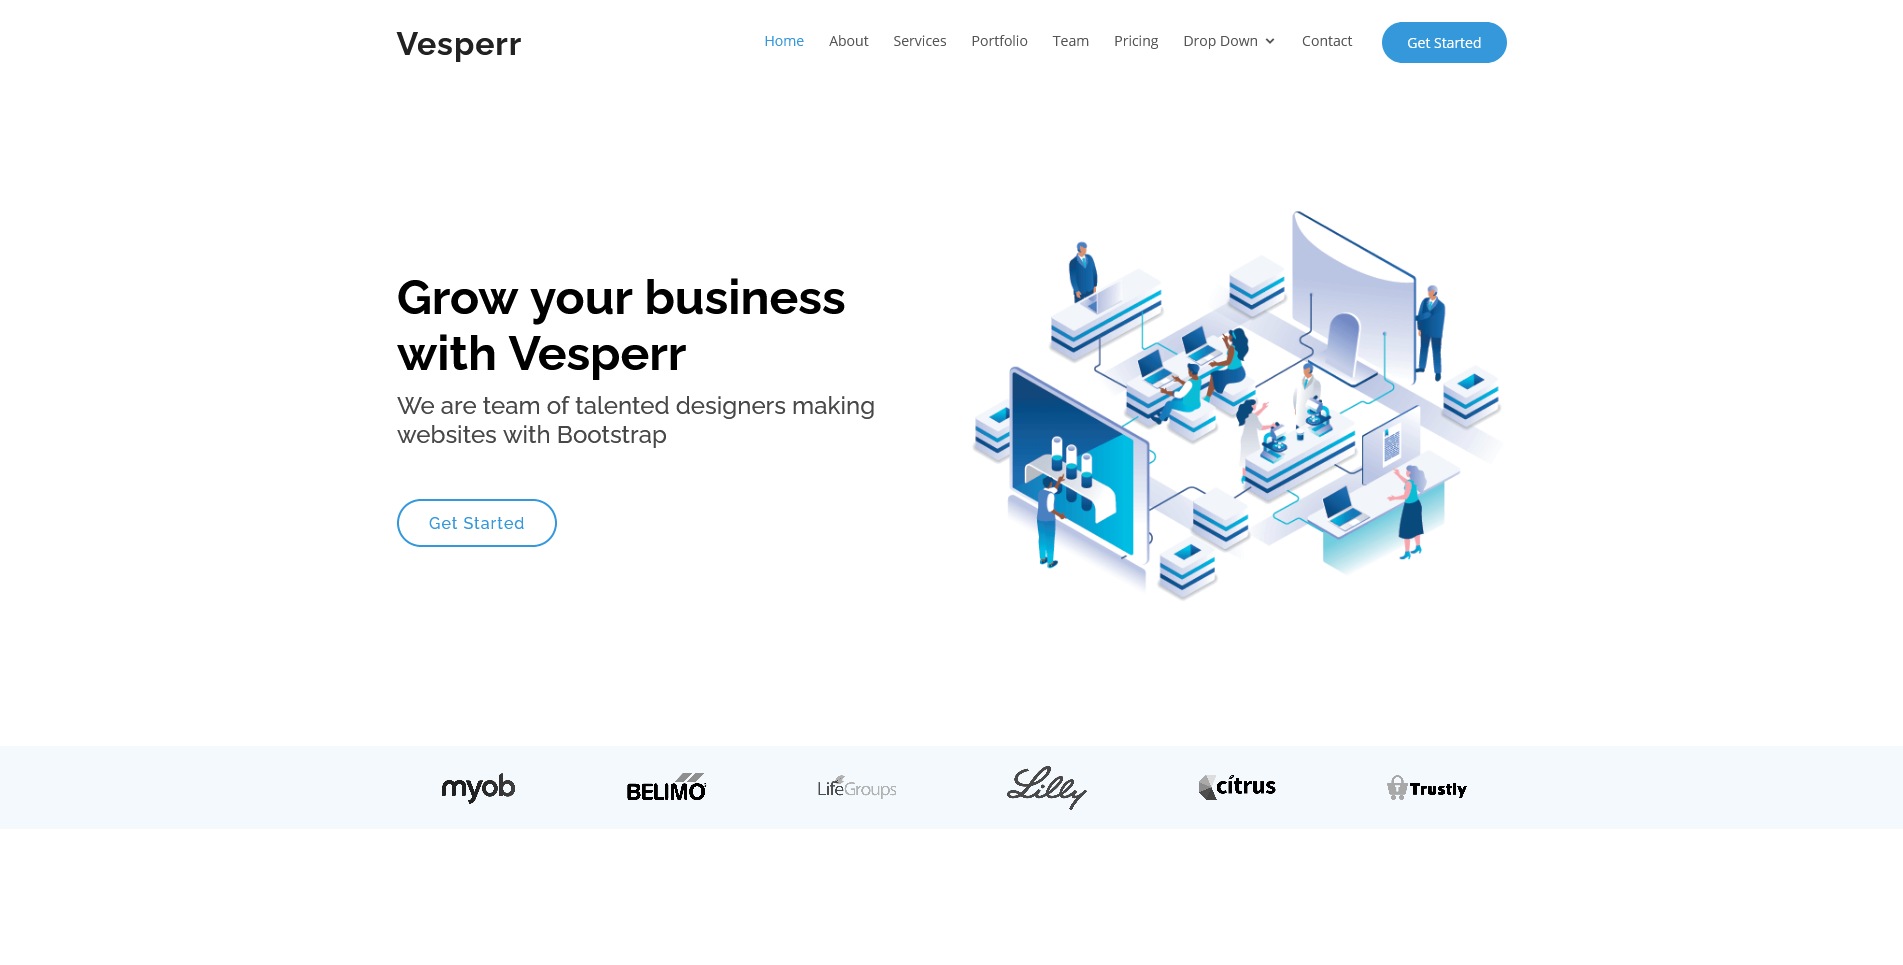 Vesperr
Home About Services Portfolio Team Pricing Drop Down Contact Get Started
Grow your business
with Vesperr
We are team of talented designers making
websites with Bootstrap
Get Started
myob BELIMO LifeGroups Lilly cítrus Trustly